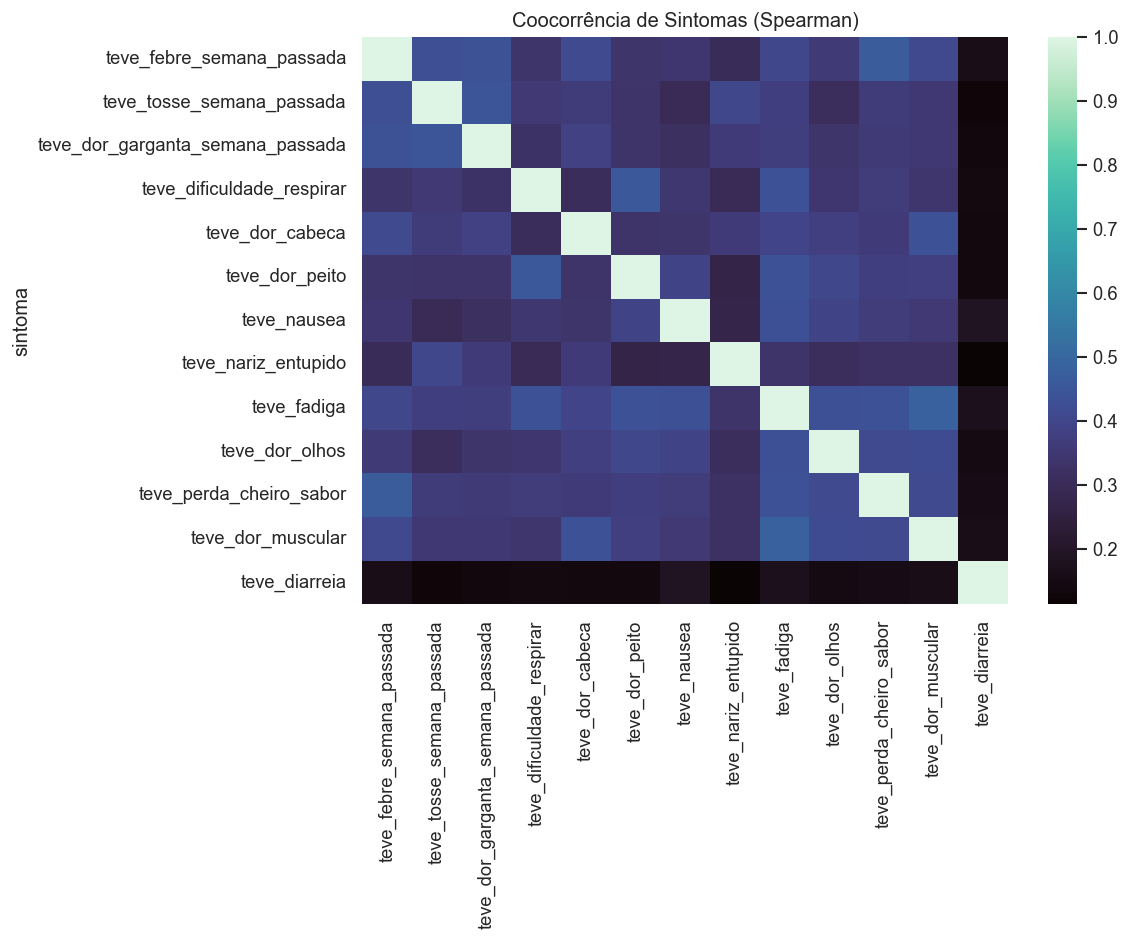 Coocorrência de Sintomas (Spearman)
sintoma
teve_febre_semana_passada
teve_tosse_semana_passada
teve_dor_garganta_semana_passada
teve_dificuldade_respirar
teve_dor_cabeca
teve_dor_peito
teve_nausea
teve_nariz_entupido
teve_fadiga
teve_dor_olhos
teve_perda_cheiro_sabor
teve_dor_muscular
teve_diarreia
teve_febre_semana_passada
teve_tosse_semana_passada
teve_dor_garganta_semana_passada
teve_dificuldade_respirar
teve_dor_cabeca
teve_dor_peito
teve_nausea
teve_nariz_entupido
teve_fadiga
teve_dor_olhos
teve_perda_cheiro_sabor
teve_dor_muscular
teve_diarreia
1.0
0.9
0.8
0.7
0.6
0.5
0.4
0.3
0.2